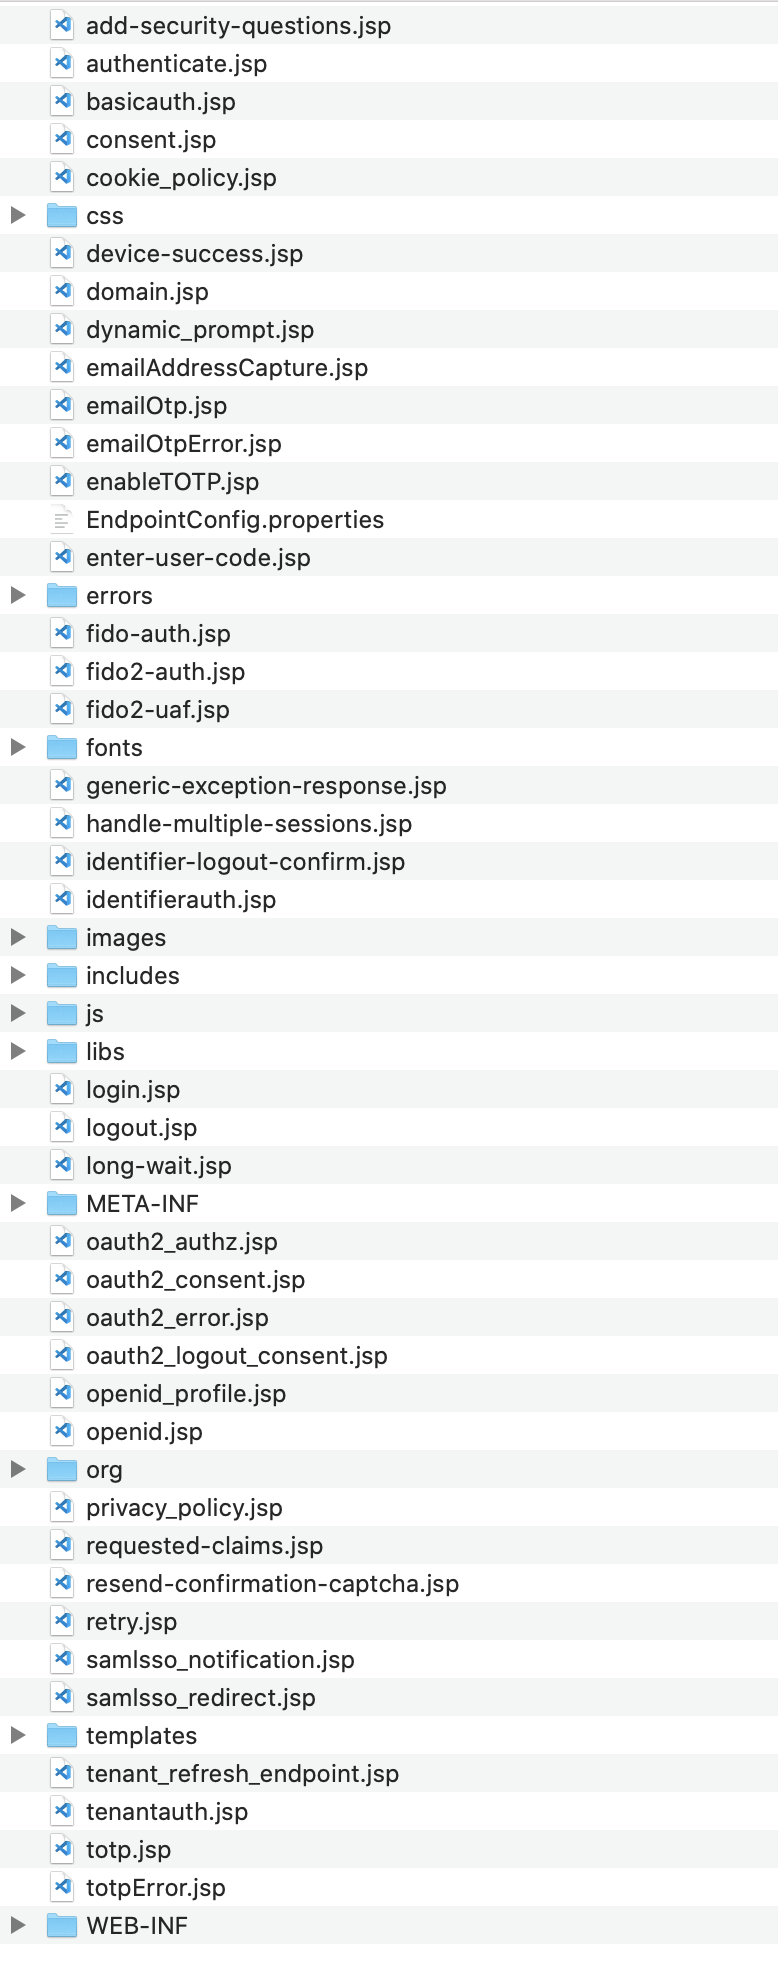 add-security-questions.jsp
authenticate.jsp
basicauth.jsp
consent.jsp
cookie_policy.jsp
css
device-success.jsp
domain.jsp
dynamic_prompt.jsp
emailAddressCapture.jsp
emailOtp.jsp
emailOtpError.jsp
enableTOTP.jsp
EndpointConfig.properties
enter-user-code.jsp
errors
fido-auth.jsp
fido2-auth.jsp
fido2-uaf.jsp
fonts
generic-exception-response.jsp
handle-multiple-sessions.jsp
identifier-logout-confirm.jsp
identifierauth.jsp
images
includes
js
libs
login.jsp
logout.jsp
long-wait.jsp
META-INF
oauth2_authz.jsp
oauth2_consent.jsp
oauth2_error.jsp
oauth2_logout_consent.jsp
openid_profile.jsp
openid.jsp
org
privacy_policy.jsp
requested-claims.jsp
resend-confirmation-captcha.jsp
retry.jsp
samlsso_notification.jsp
samlsso_redirect.jsp
templates
tenant_refresh_endpoint.jsp
tenantauth.jsp
totp.jsp
totpError.jsp
WEB-INF